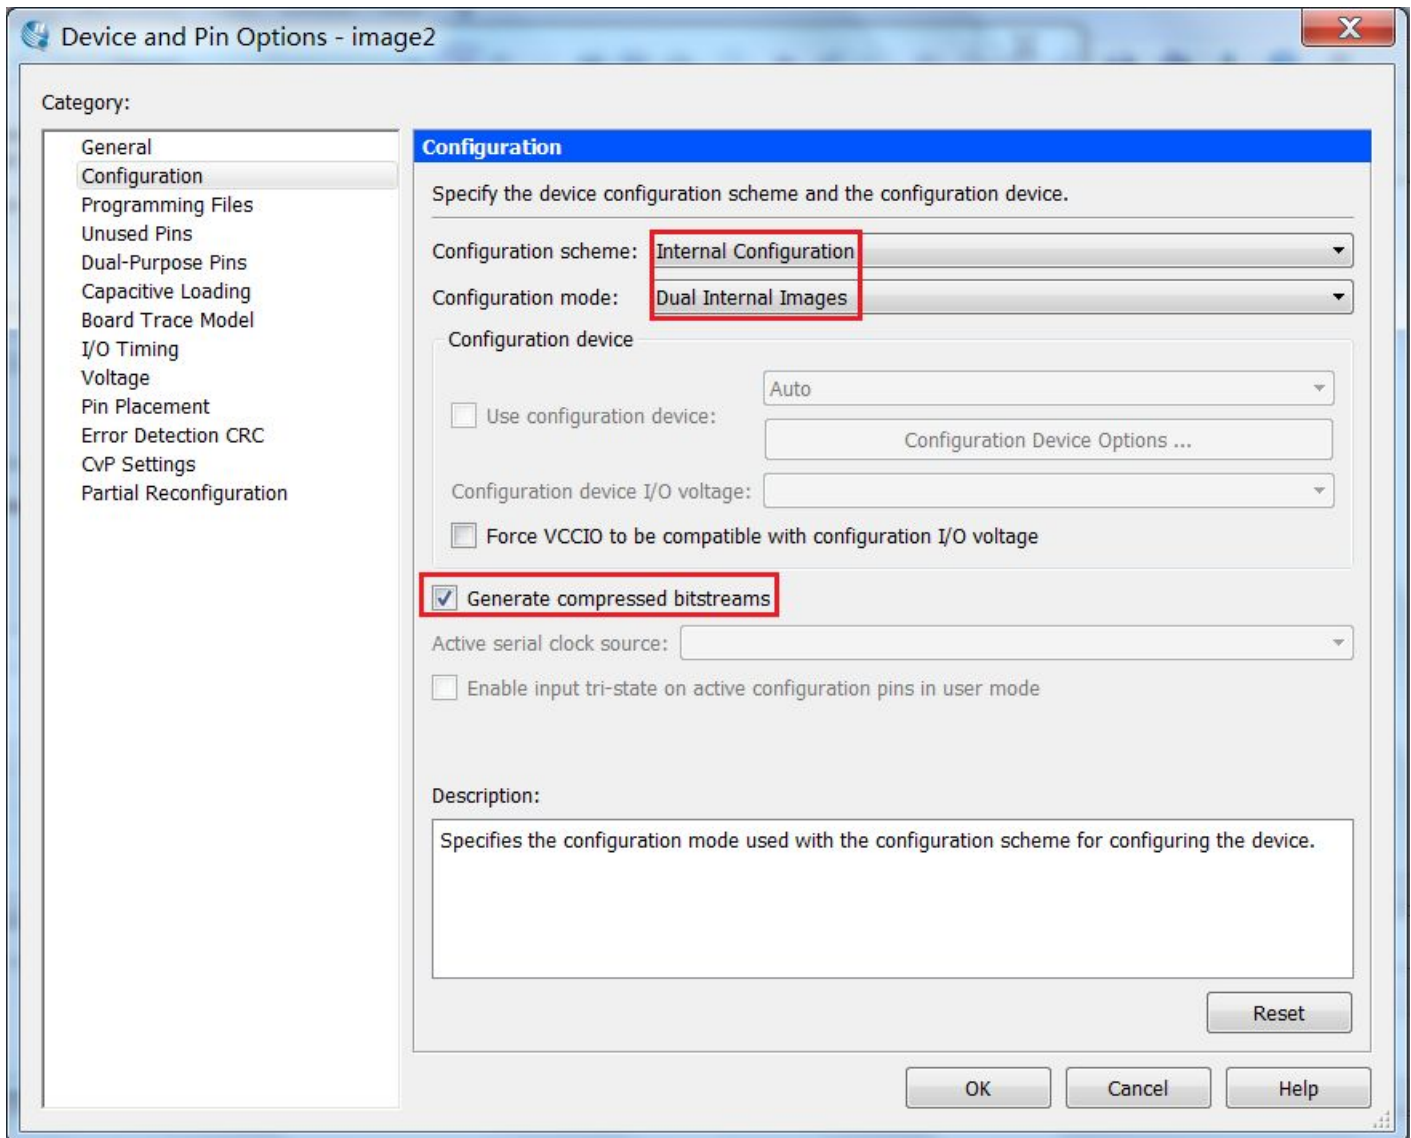 Device and Pin Options - image2
Category:
General
Configuration
Programming Files
Unused Pins
Dual-Purpose Pins
Capacitive Loading
Board Trace Model
I/O Timing
Voltage
Pin Placement
Error Detection CRC
CvP Settings
Partial Reconfiguration
Configuration
Specify the device configuration scheme and the configuration device.
Configuration scheme: Internal Configuration
Configuration mode: Dual Internal Images
Configuration device
Auto
Use configuration device:
Configuration Device Options ...
Configuration device I/O voltage:
Force VCCIO to be compatible with configuration I/O voltage
Generate compressed bitstreams
Active serial clock source:
Enable input tri-state on active configuration pins in user mode
Description:
Specifies the configuration mode used with the configuration scheme for configuring the device.
Reset
OK Cancel Help